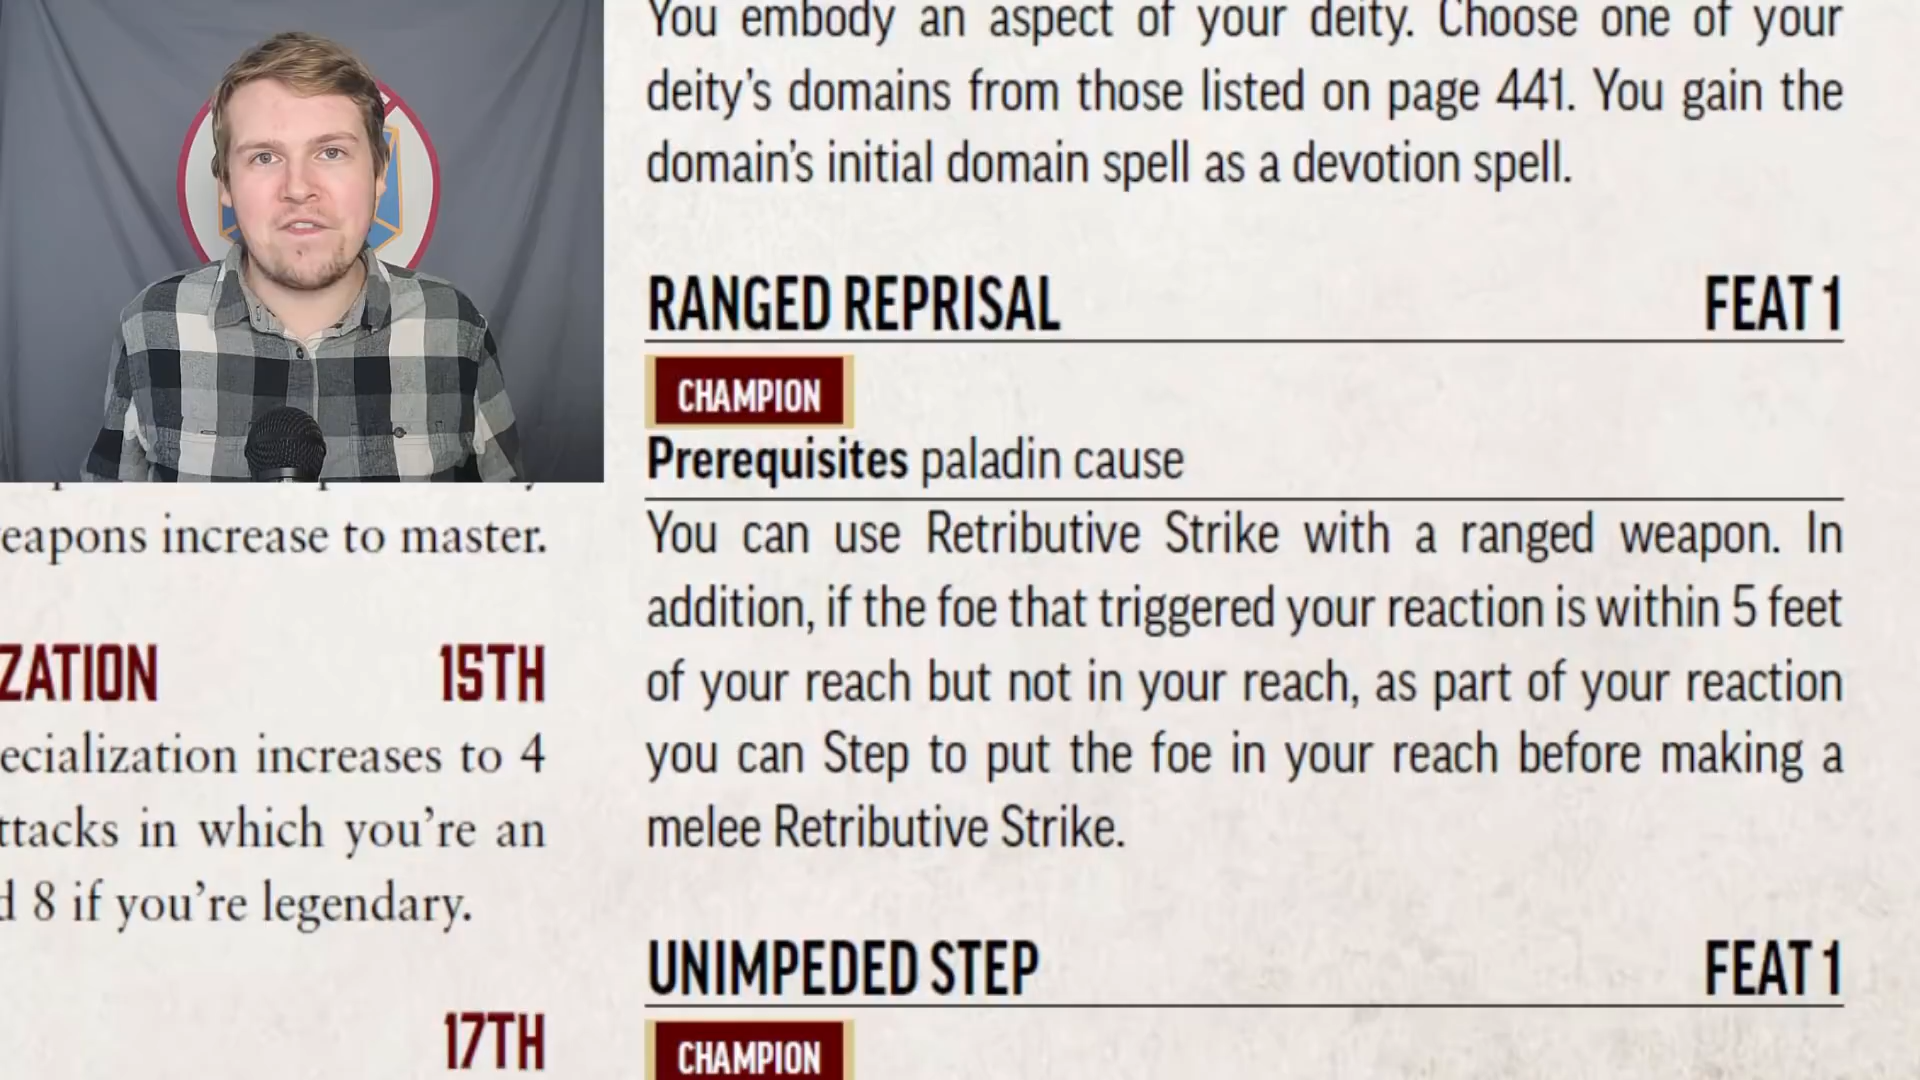 You embody an aspect of your deity. Choose one of your
deity's domains from those listed on page 441. You gain the
domain's initial domain spell as a devotion spell.
RANGED REPRISAL FEAT 1
CHAMPION
Prerequisites paladin cause
You can use Retributive Strike with a ranged weapon. In
addition, if the foe that triggered your reaction is within 5 feet
of your reach but not in your reach, as part of your reaction
you can Step to put the foe in your reach before making a
melee Retributive Strike.
UNIMPEDED STEP FEAT 1
CHAMPION
eapons increase to master.
ZATION 15TH
ecialization increases to 4
ttacks in which you're an
d 8 if you're legendary.
17TH